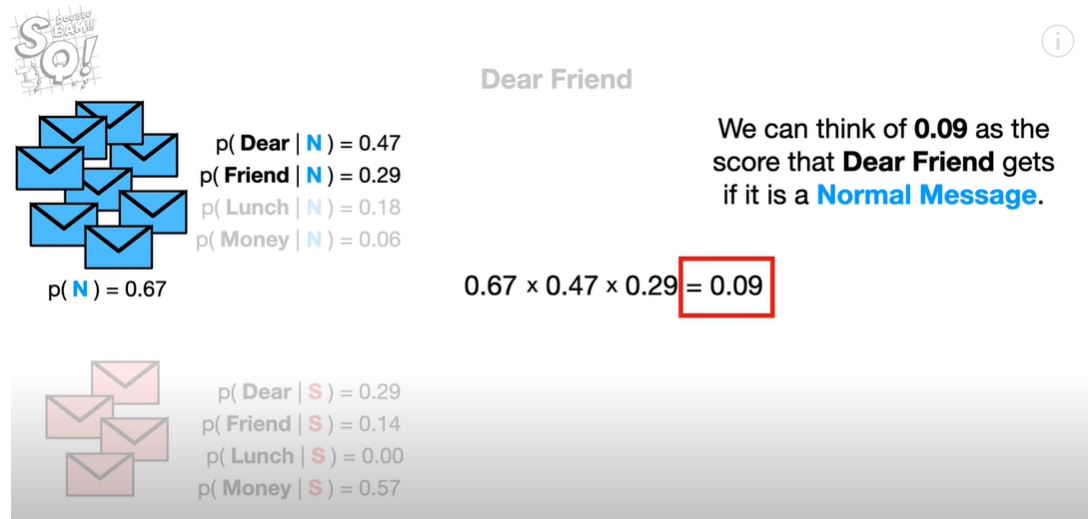 DOUBLE
BAM!!
SQ!
Dear Friend
p( Dear | N ) = 0.47
p( Friend | N ) = 0.29
p( Lunch | N ) = 0.18
p( Money | N ) = 0.06
p( N ) = 0.67
We can think of 0.09 as the
score that Dear Friend gets
if it is a Normal Message.
0.67 x 0.47 x 0.29 = 0.09
p( Dear | S ) = 0.29
p( Friend | S ) = 0.14
p( Lunch | S ) = 0.00
p( Money | S ) = 0.57